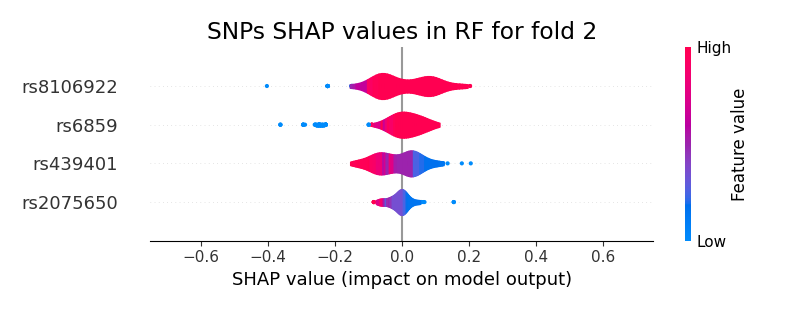 SNPs SHAP values in RF for fold 2
High
rs8106922
rs6859
rs439401
rs2075650
Feature value
Low
−0.6 −0.4 −0.2 0.0 0.2 0.4 0.6
SHAP value (impact on model output)